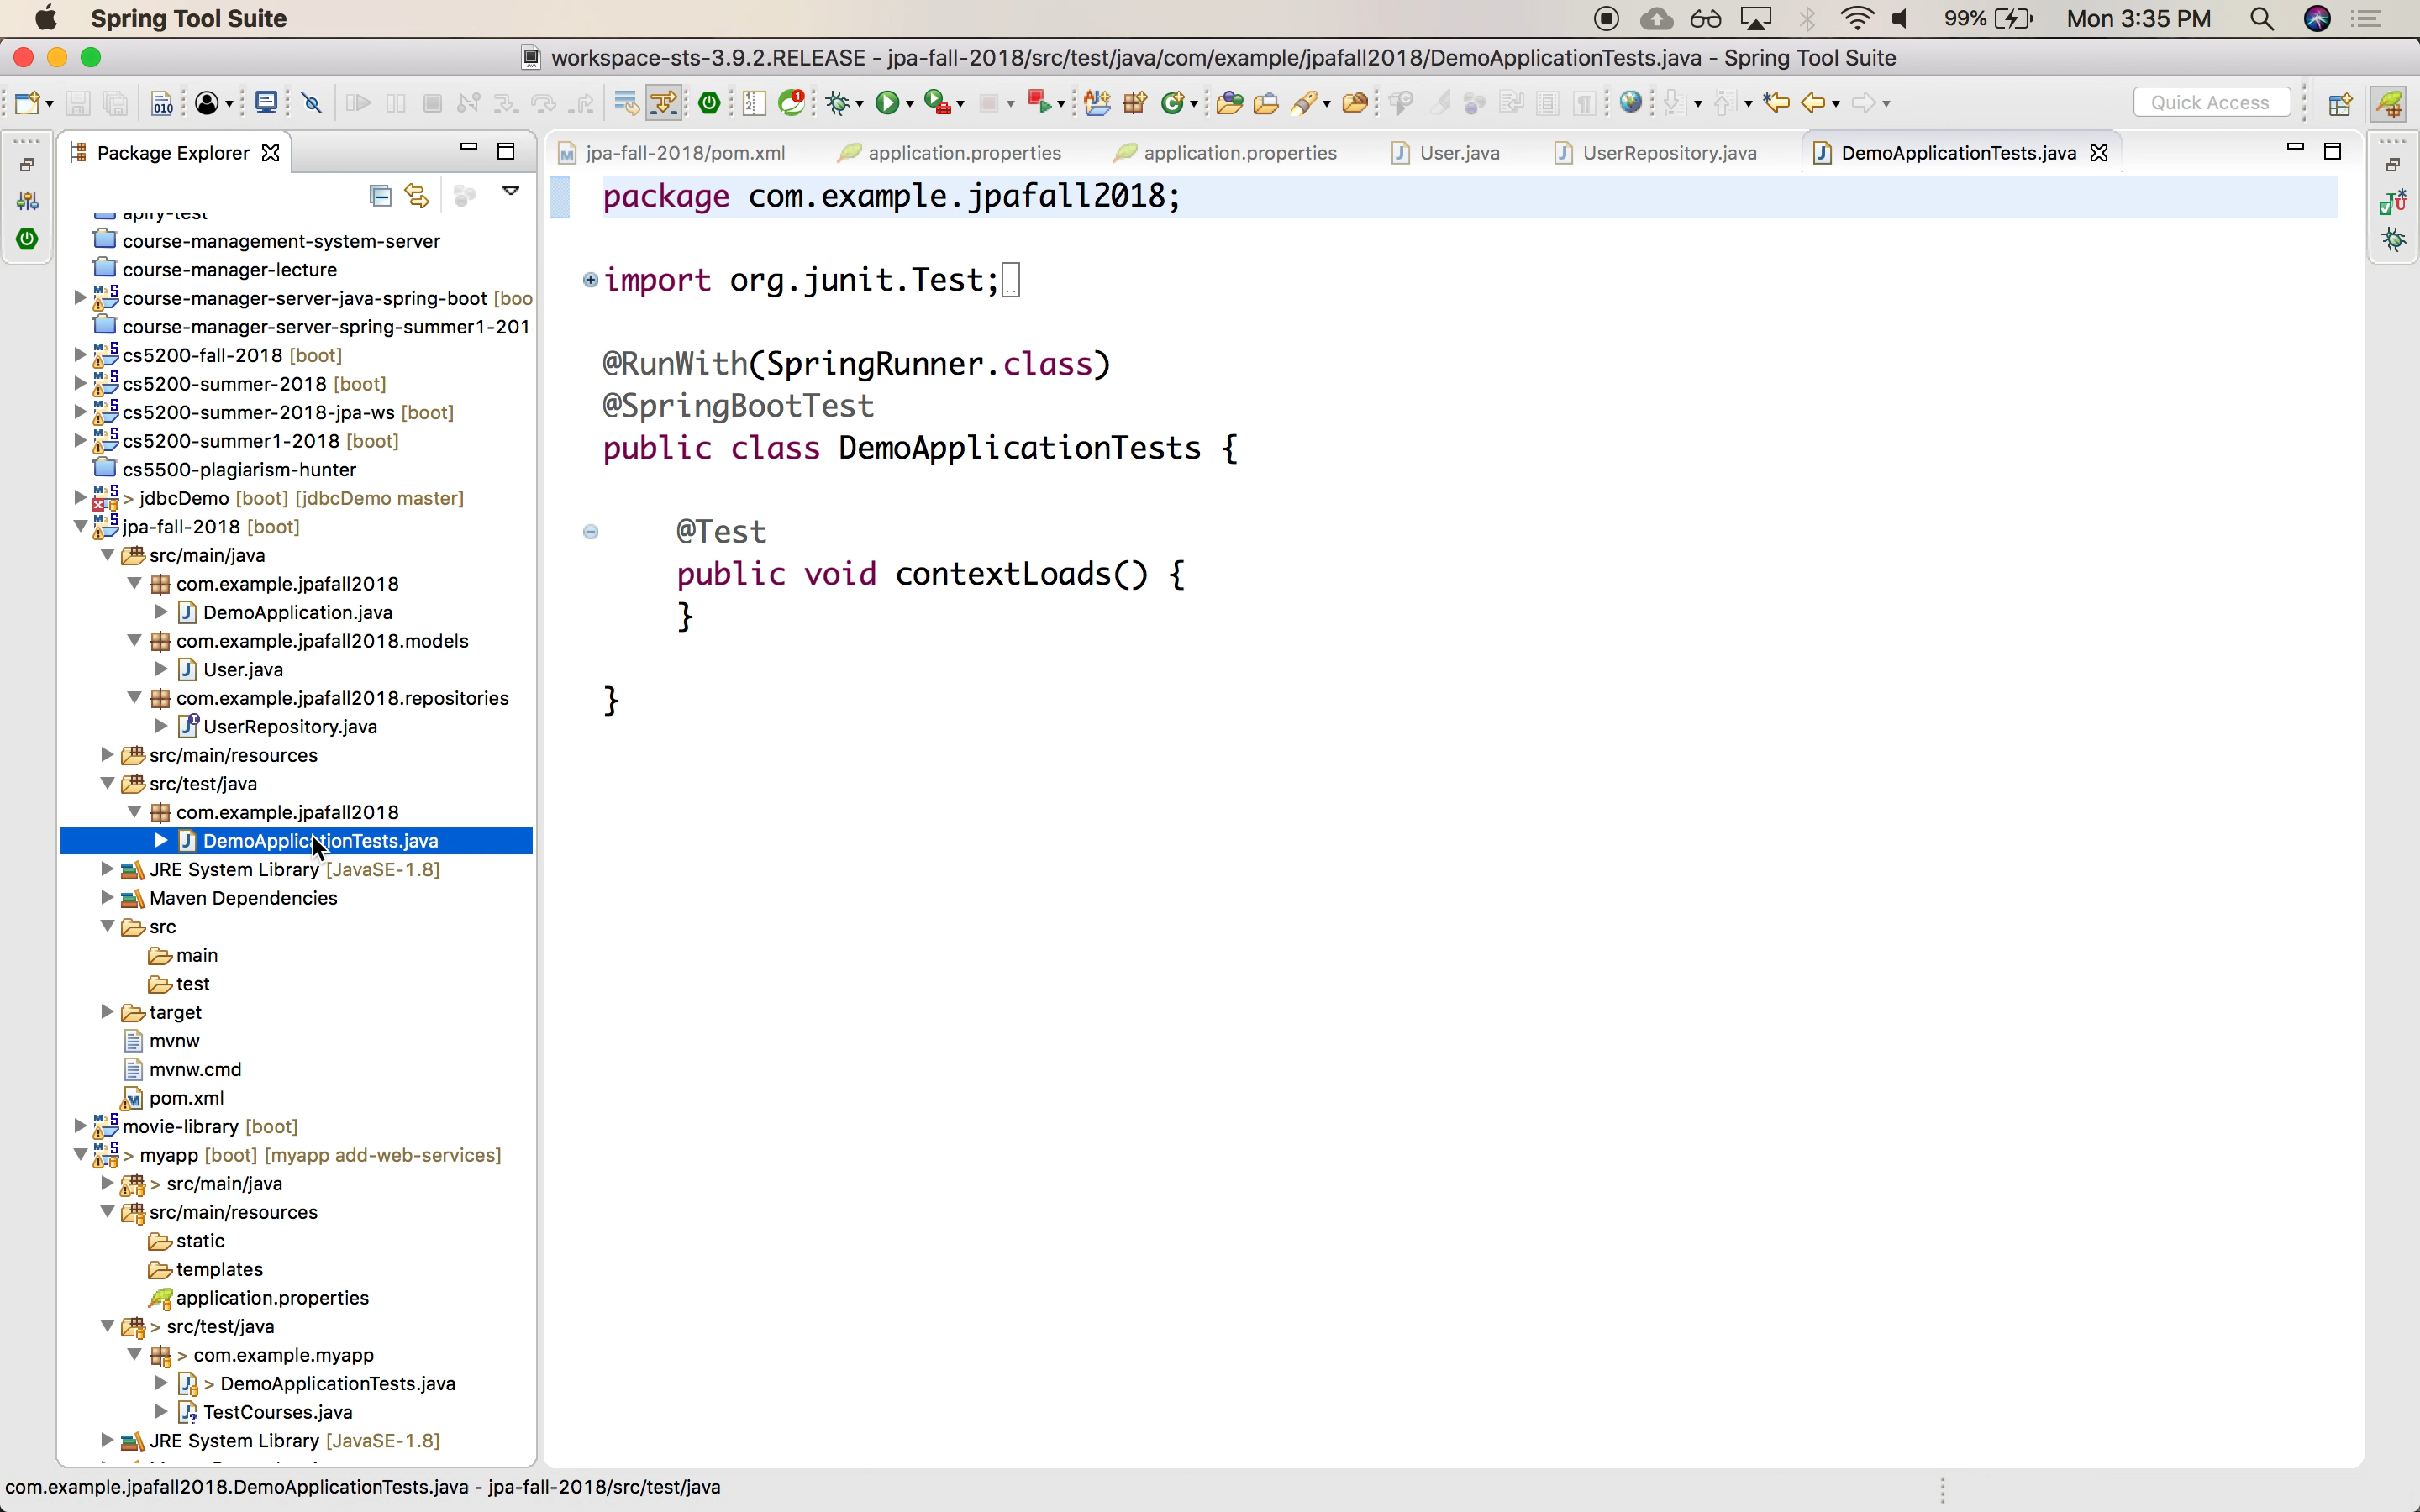 Spring Tool Suite
99%
Mon 3:35 PM
workspace-sts-3.9.2.RELEASE - jpa-fall-2018/src/test/java/com/example/jpafall2018/DemoApplicationTests.java - Spring Tool Suite
Quick Access
Package Explorer
jpa-fall-2018/pom.xml
application.properties
application.properties
User.java
UserRepository.java
DemoApplicationTests.java
apify-test
course-management-system-server
course-manager-lecture
course-manager-server-java-spring-boot [boo
course-manager-server-spring-summer1-201
cs5200-fall-2018 [boot]
cs5200-summer-2018 [boot]
cs5200-summer-2018-jpa-ws [boot]
cs5200-summer1-2018 [boot]
cs5500-plagiarism-hunter
> jdbcDemo [boot] [jdbcDemo master]
jpa-fall-2018 [boot]
src/main/java
com.example.jpafall2018
DemoApplication.java
com.example.jpafall2018.models
User.java
com.example.jpafall2018.repositories
UserRepository.java
src/main/resources
src/test/java
com.example.jpafall2018
DemoApplicationTests.java
JRE System Library [JavaSE-1.8]
Maven Dependencies
src
main
test
target
mvnw
mvnw.cmd
pom.xml
movie-library [boot]
> myapp [boot] [myapp add-web-services]
> src/main/java
src/main/resources
static
templates
application.properties
> src/test/java
> com.example.myapp
> DemoApplicationTests.java
TestCourses.java
JRE System Library [JavaSE-1.8]
package com.example.jpafall2018;
import org.junit.Test;
@RunWith(SpringRunner.class)
@SpringBootTest
public class DemoApplicationTests {
@Test
public void contextLoads() {
}
}
com.example.jpafall2018.DemoApplicationTests.java - jpa-fall-2018/src/test/java